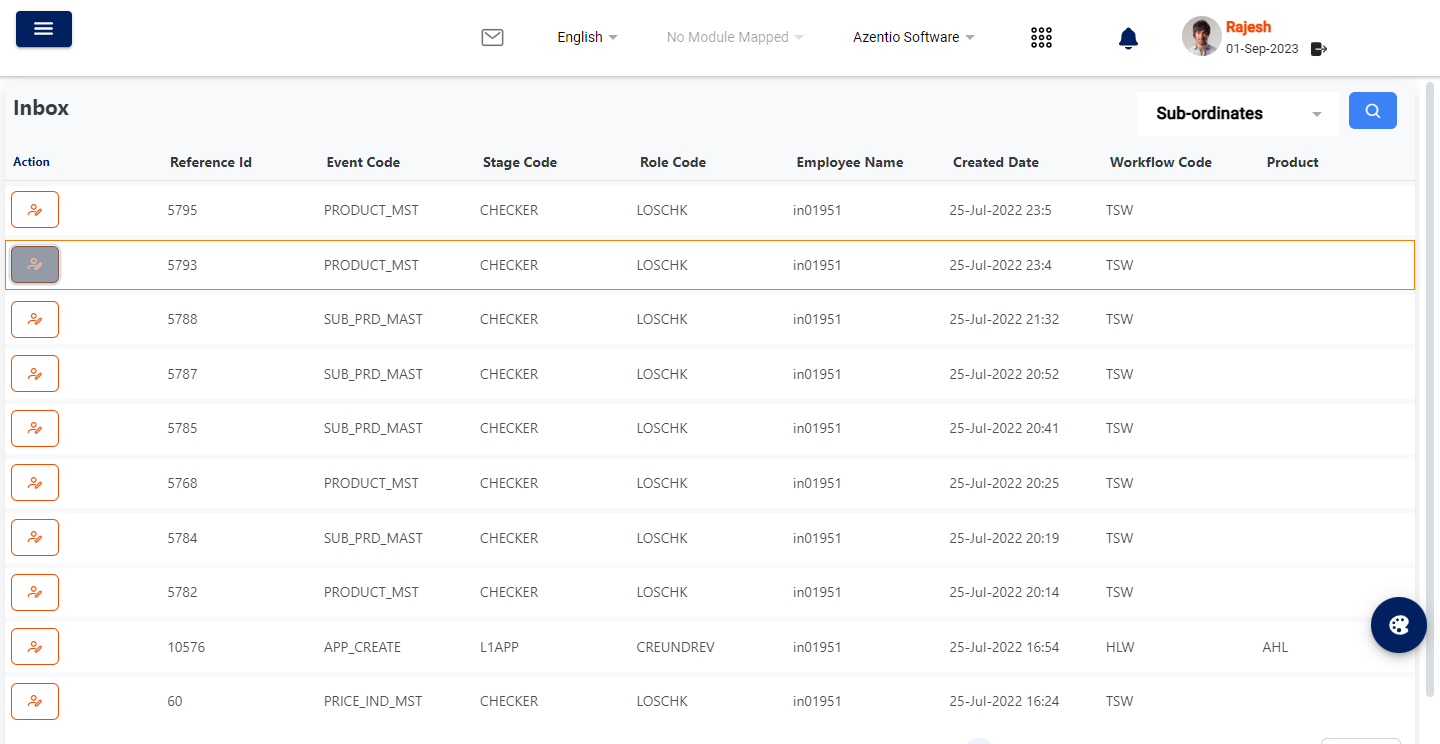 English No Module Mapped Azentio Software Rajesh
01-Sep-2023
Inbox Sub-ordinates
Action Reference Id Event Code Stage Code Role Code Employee Name Created Date Workflow Code Product
5795 PRODUCT_MST CHECKER LOSCHK in01951 25-Jul-2022 23:5 TSW
5793 PRODUCT_MST CHECKER LOSCHK in01951 25-Jul-2022 23:4 TSW
5788 SUB_PRD_MAST CHECKER LOSCHK in01951 25-Jul-2022 21:32 TSW
5787 SUB_PRD_MAST CHECKER LOSCHK in01951 25-Jul-2022 20:52 TSW
5785 SUB_PRD_MAST CHECKER LOSCHK in01951 25-Jul-2022 20:41 TSW
5768 PRODUCT_MST CHECKER LOSCHK in01951 25-Jul-2022 20:25 TSW
5784 SUB_PRD_MAST CHECKER LOSCHK in01951 25-Jul-2022 20:19 TSW
5782 PRODUCT_MST CHECKER LOSCHK in01951 25-Jul-2022 20:14 TSW
10576 APP_CREATE L1APP CREUNDREV in01951 25-Jul-2022 16:54 HLW AHL
60 PRICE_IND_MST CHECKER LOSCHK in01951 25-Jul-2022 16:24 TSW